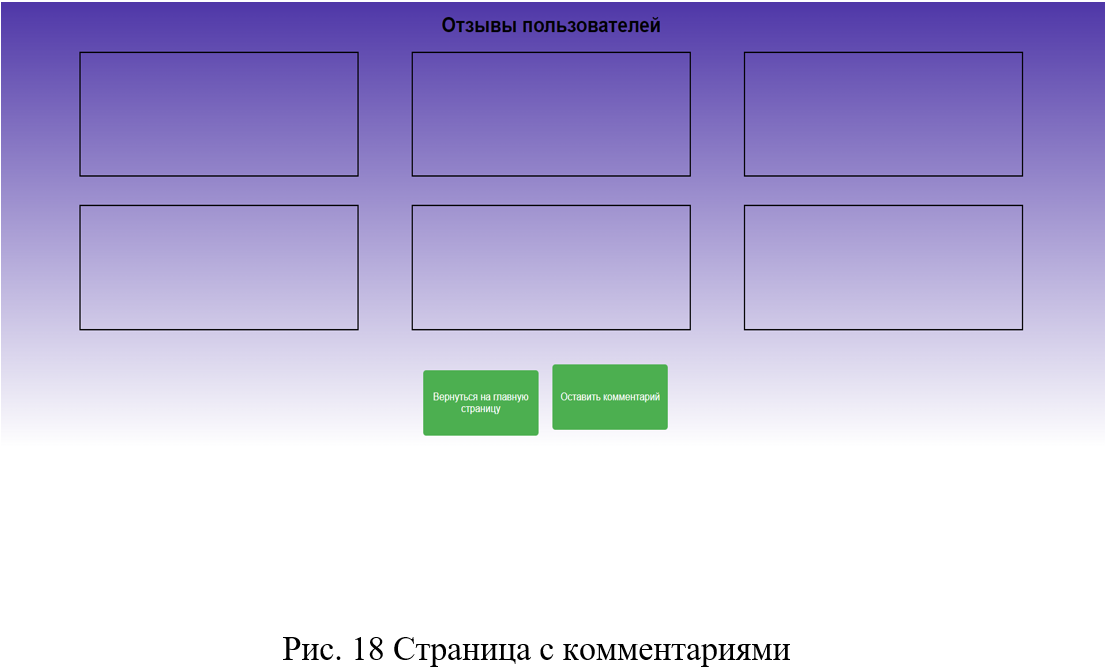 Отзывы пользователей
Вернуться на главную
страницу
Оставить комментарий
Рис. 18 Страница с комментариями